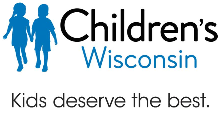 Children's
Wisconsin
Kids deserve the best.